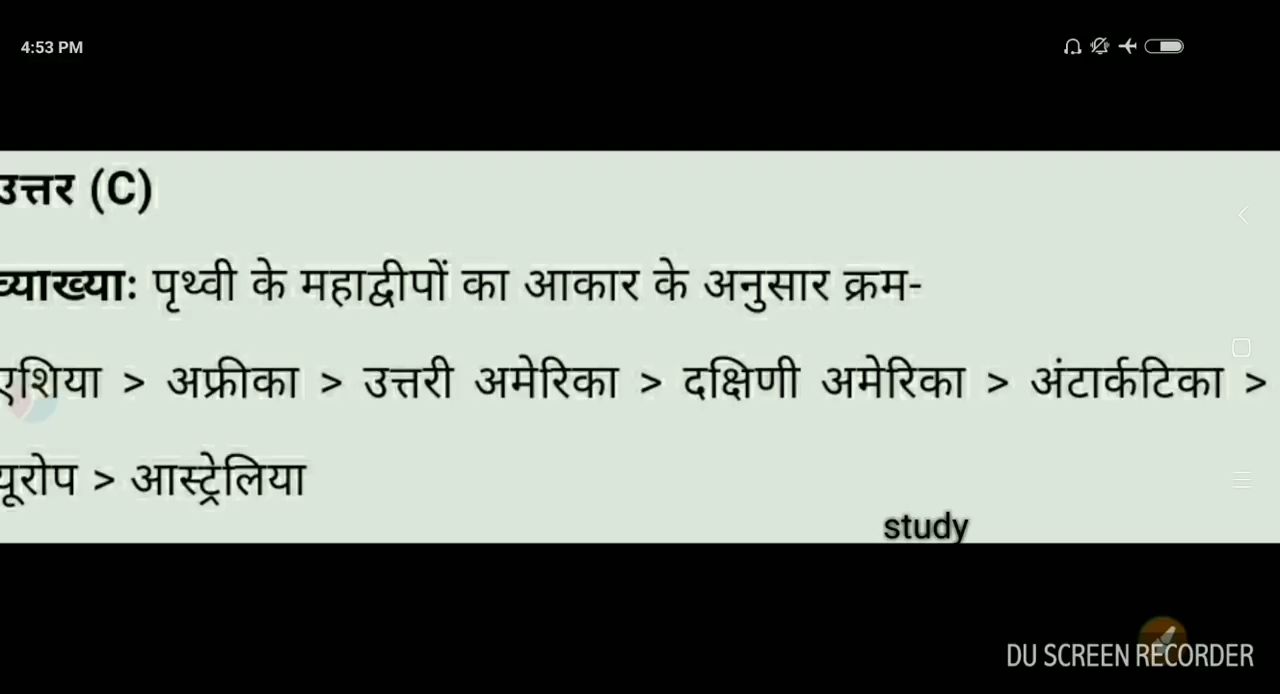 4:53 PM
उत्तर (C)
व्याख्याः पृथ्वी के महाद्वीपों का आकार के अनुसार क्रम-
एशिया > अफ्रीका > उत्तरी अमेरिका > दक्षिणी अमेरिका > अंटार्कटिका >
यूरोप > आस्ट्रेलिया
study
DU SCREEN RECORDER